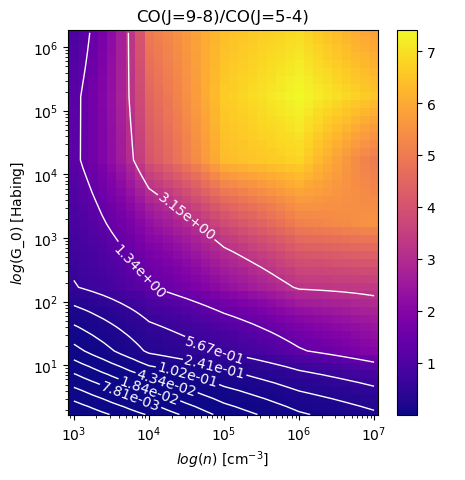 CO(J=9-8)/CO(J=5-4)
10⁶
10⁵
10⁴
10³
10²
10¹
log(G_0) [Habing]
3.15e+00
1.34e+00
5.67e-01
2.41e-01
1.02e-01
4.34e-02
1.84e-02
7.81e-03
10³ 10⁴ 10⁵ 10⁶ 10⁷
log(n) [cm⁻³]
7
6
5
4
3
2
1